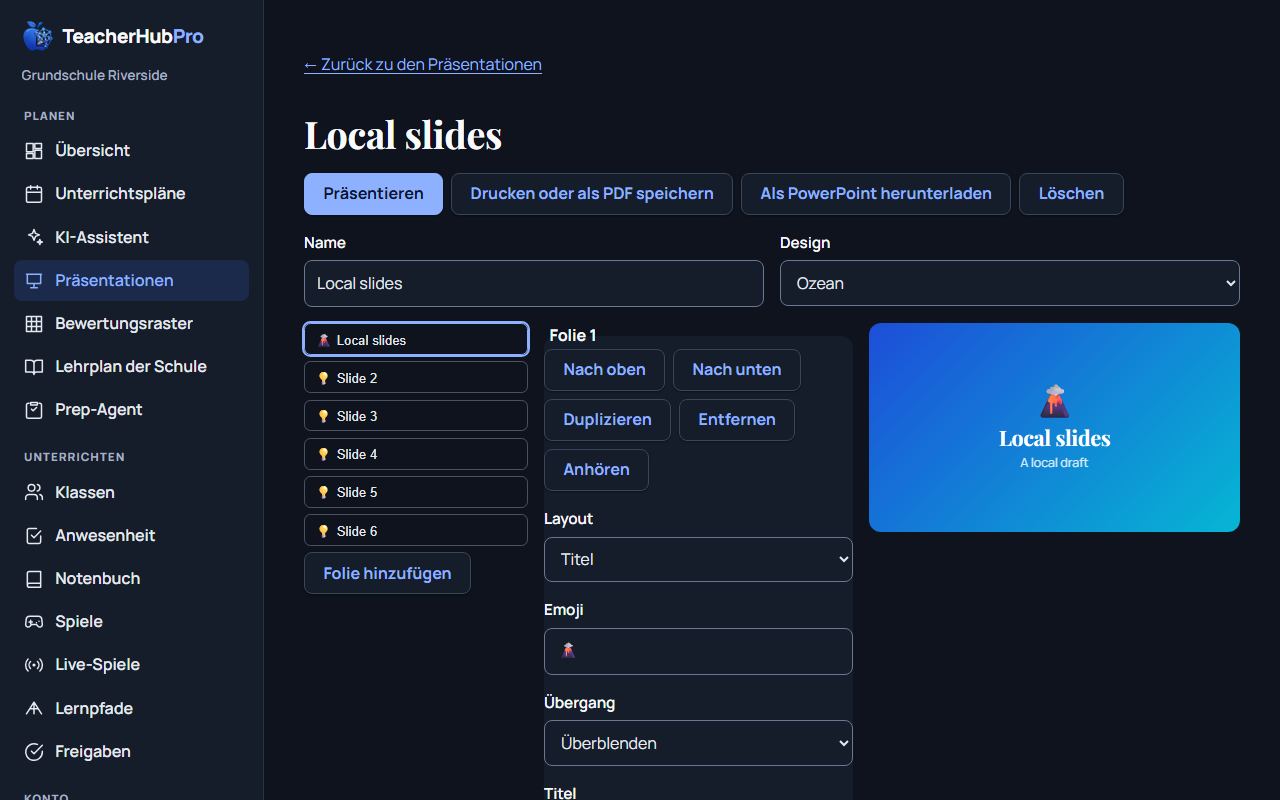 TeacherHubPro
Grundschule Riverside
PLANEN
Übersicht
Unterrichtspläne
KI-Assistent
Präsentationen
Bewertungsraster
Lehrplan der Schule
Prep-Agent
UNTERRICHTEN
Klassen
Anwesenheit
Notenbuch
Spiele
Live-Spiele
Lernpfade
Freigaben
KONTO
← Zurück zu den Präsentationen
Local slides
Präsentieren
Drucken oder als PDF speichern
Als PowerPoint herunterladen
Löschen
Name
Local slides
Design
Ozean
Local slides
Slide 2
Slide 3
Slide 4
Slide 5
Slide 6
Folie hinzufügen
Folie 1
Nach oben
Nach unten
Duplizieren
Entfernen
Anhören
Layout
Titel
Emoji
Übergang
Überblenden
Titel
Local slides
A local draft